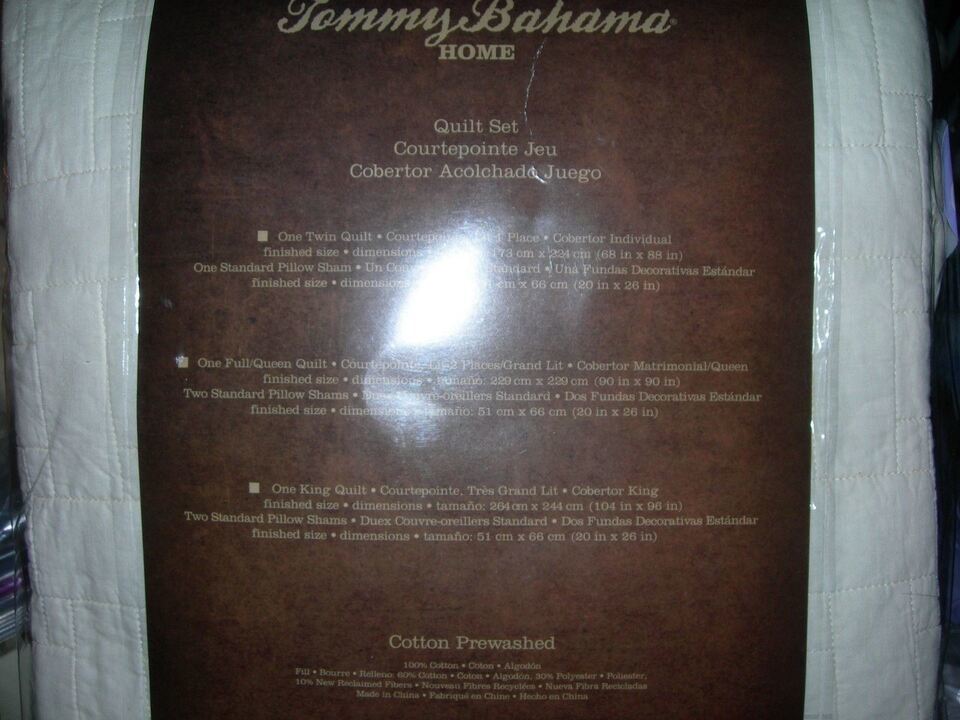 Tommy Bahama®
HOME
Quilt Set
Courtepointe Jeu
Cobertor Acolchado Juego
One Twin Quilt • Place • Cobertor Individual
finished size • dimensions 173 cm x 224 cm (68 in x 88 in)
One Standard Pillow Sham • Un Standard • Una Fundas Decorativas Estándar
finished size • cm x 66 cm (20 in x 26 in)
One Full/Queen Quilt • Courtepointe, Lit 2 Places/Grand Lit • Cobertor Matrimonial/Queen
finished size • dimensions • tamaño: 229 cm x 229 cm (90 in x 90 in)
Two Standard Pillow Shams • Duex Couvre-oreillers Standard • Dos Fundas Decorativas Estándar
finished size • dimensions • tamaño: 51 cm x 66 cm (20 in x 26 in)
One King Quilt • Courtepointe, Très Grand Lit • Cobertor King
finished size • dimensions • tamaño: 264 cm x 244 cm (104 in x 96 in)
Two Standard Pillow Shams • Duex Couvre-oreillers Standard • Dos Fundas Decorativas Estándar
finished size • dimensions • tamaño: 51 cm x 66 cm (20 in x 26 in)
Cotton Prewashed
100% Cotton • Coton • Algodón
Fill • Bourre • Relleno: 60% Cotton • Coton • Algodón, 30% Polyester • Poliester,
10% New Reclaimed Fibers • Nouveau Fibres Recyclées • Nueva Fibra Recicladas
Made in China • Fabriqué en Chine • Hecho en China